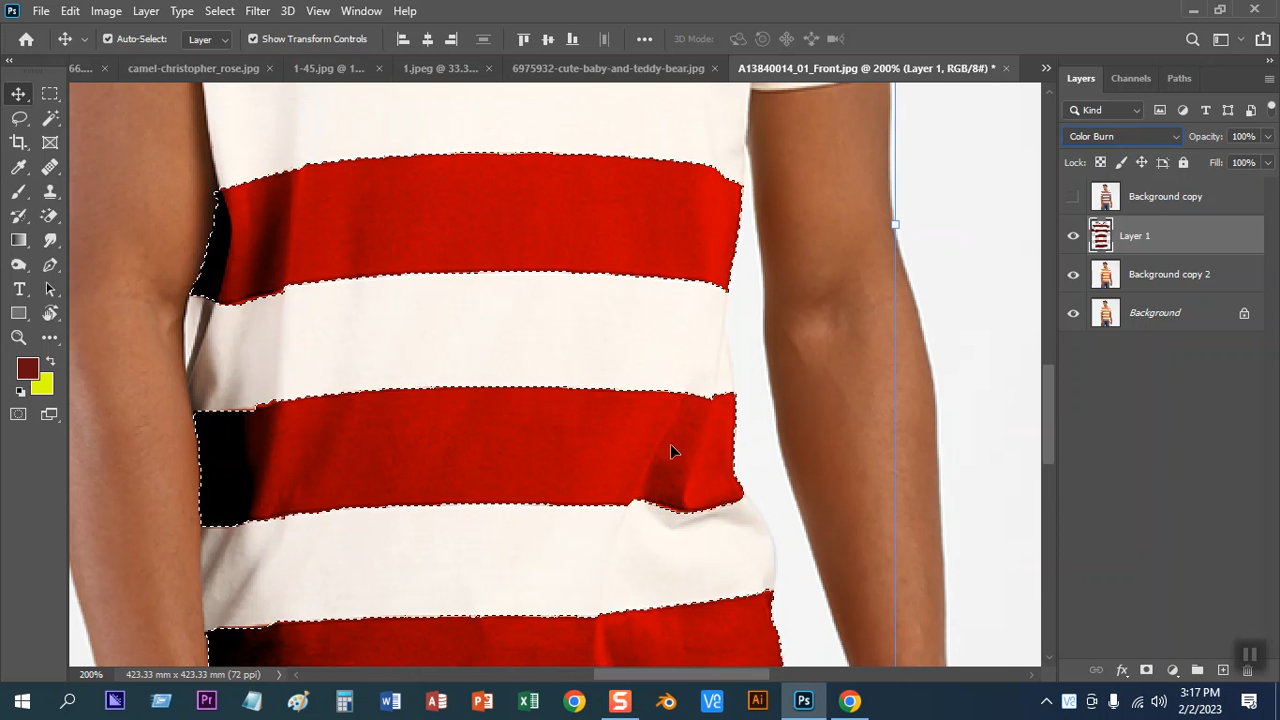 Ps File Edit Image Layer Type Select Filter 3D View Window Help
Auto-Select: Layer Show Transform Controls 3D Mode:
66.... camel-christopher_rose.jpg 1-45.jpg @ 1... 1.jpeg @ 33.3... 6975932-cute-baby-and-teddy-bear.jpg A13840014_01_Front.jpg @ 200% (Layer 1, RGB/8#) *
Layers Channels Paths
Kind
Color Burn Opacity: 100%
Lock: Fill: 100%
Background copy
Layer 1
Background copy 2
Background
200% 423.33 mm x 423.33 mm (72 ppi)
3:17 PM
2/2/2023